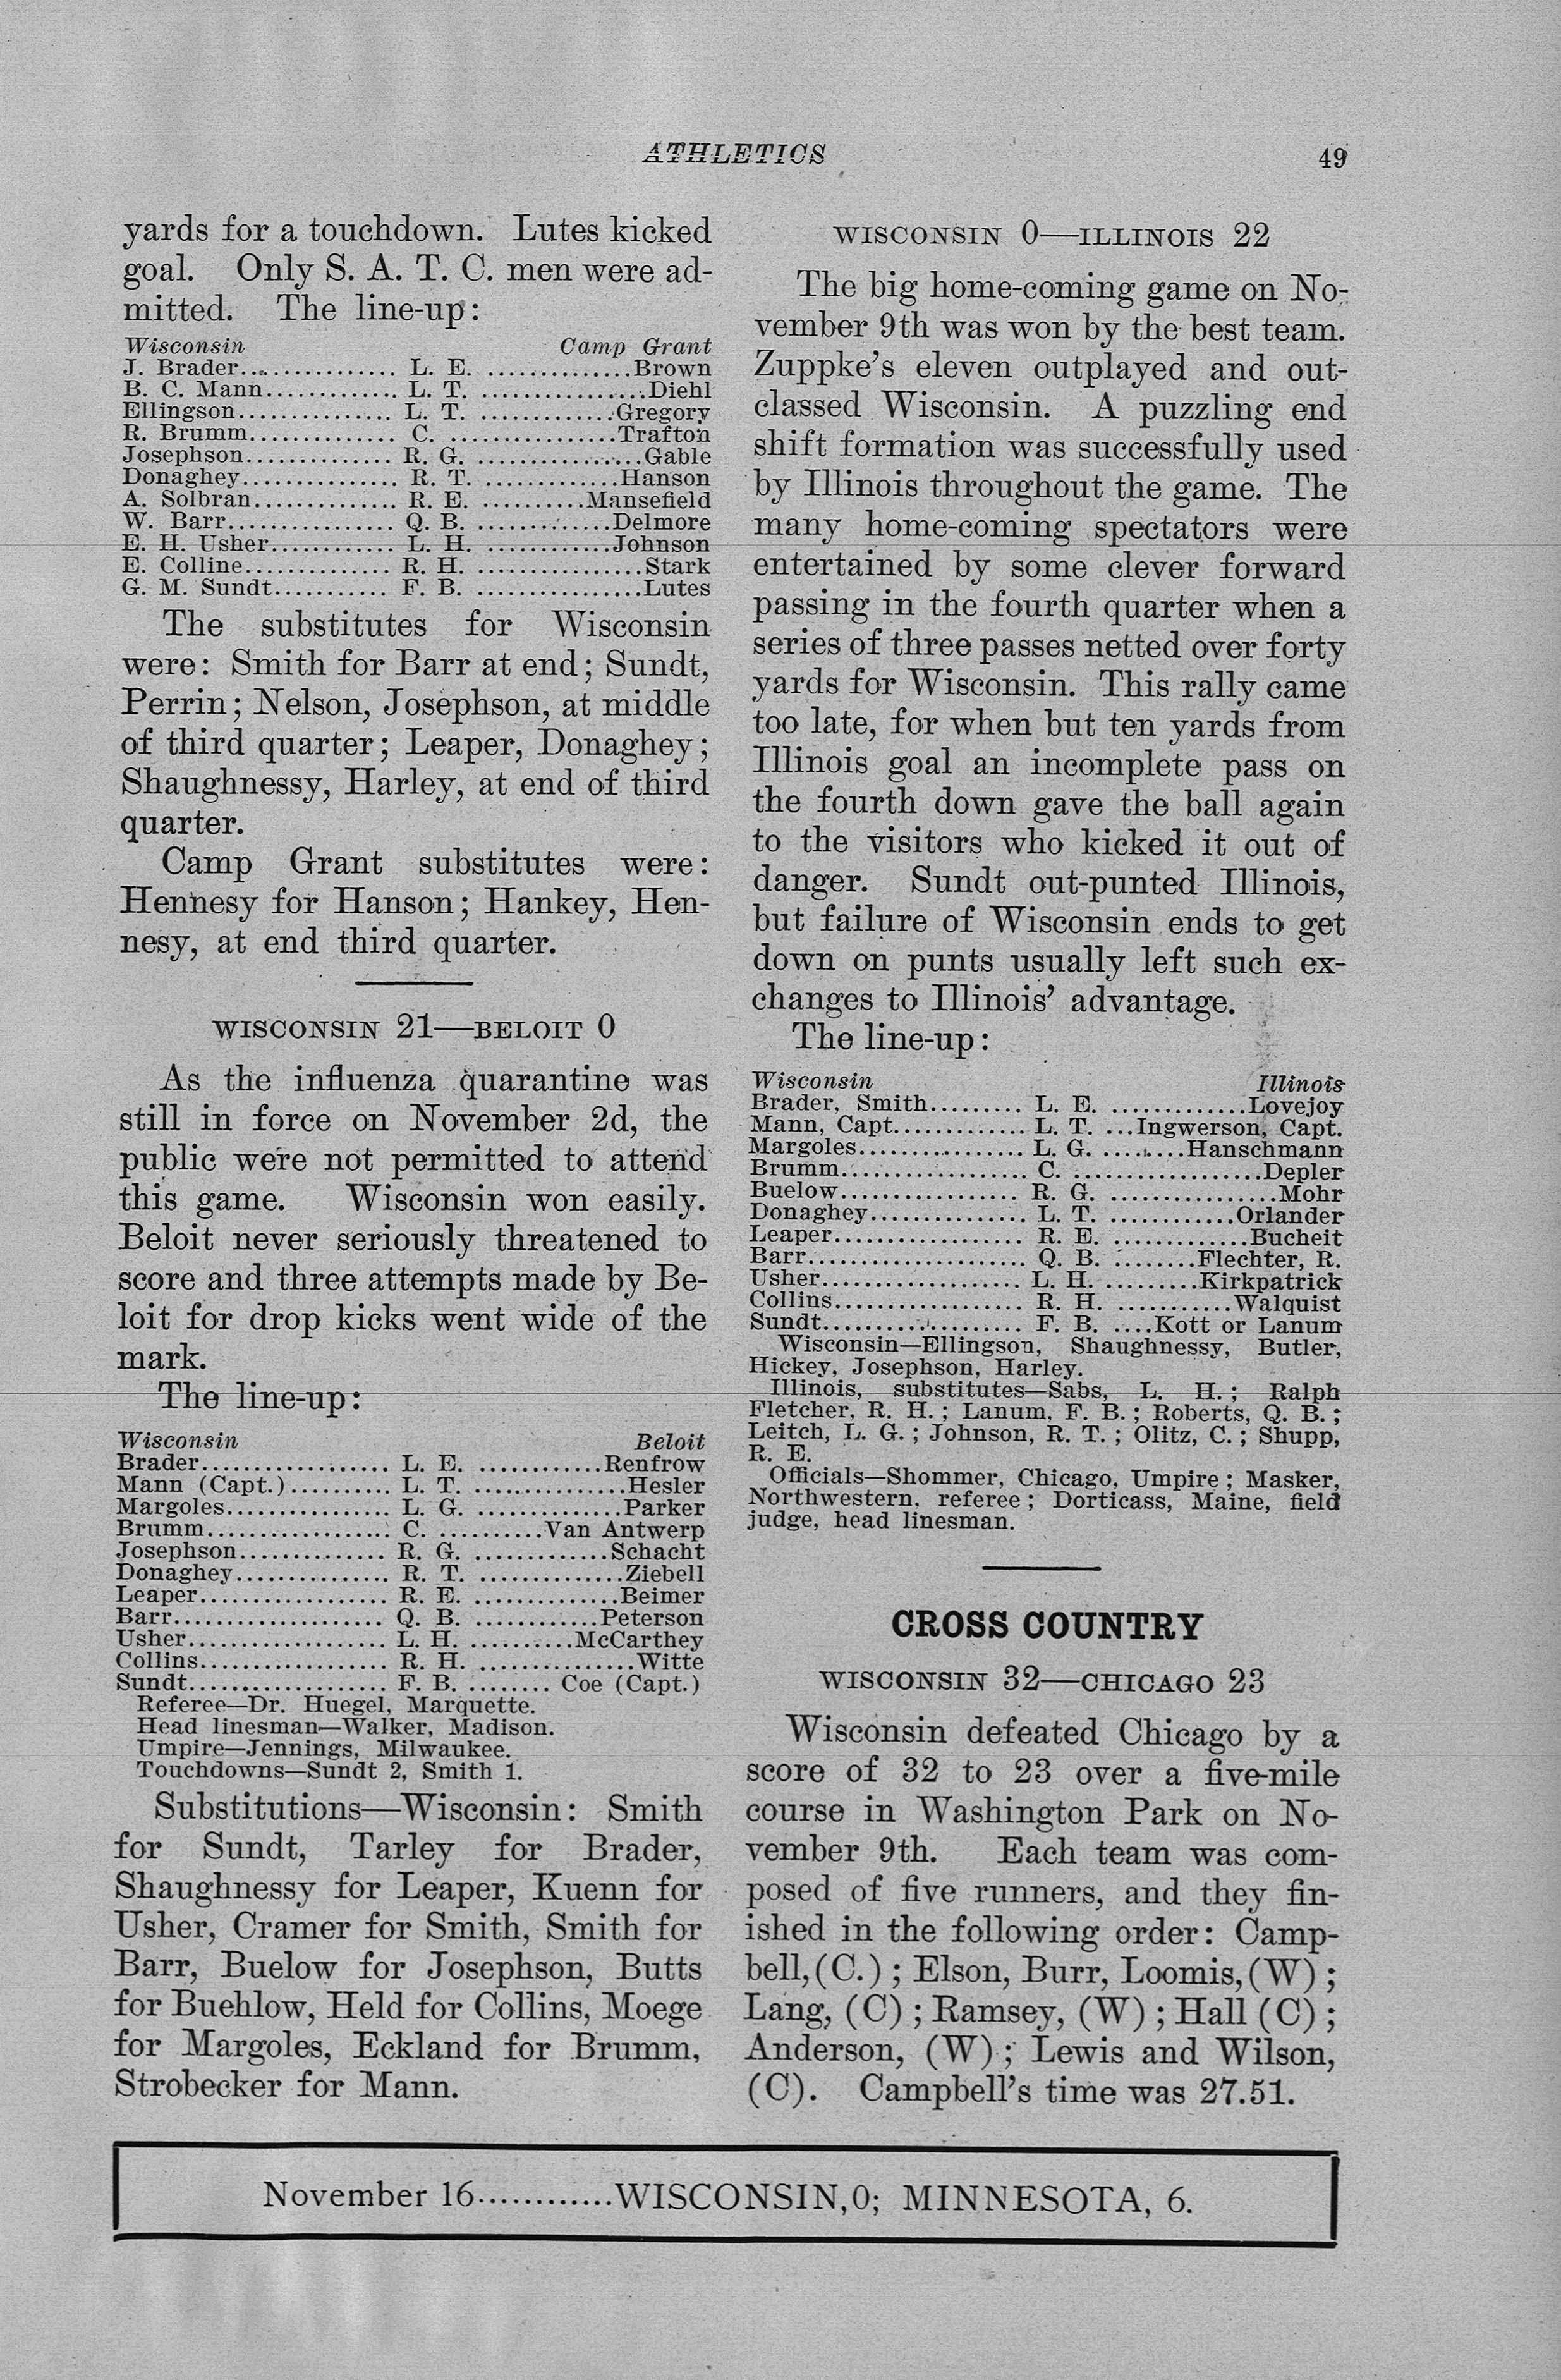 ATHLETICS
49
yards for a touchdown. Lutes kicked
goal. Only S. A. T. C. men were ad-
mitted. The line-up:
Wisconsin Camp Grant
J. Brader.............. L. E. ..............Brown
B. C. Mann............. L. T. ................Diehl
Ellingson............... L. T. .............Gregory
R. Brumm.............. C. ................Trafton
Josephson.............. R. G. ................Gable
Donaghey............... R. T. .............Hanson
A. Solbran.............. R. E. ..........Mansefield
W. Barr................ Q. B. .............Delmore
E. H. Usher............ L. H. ............Johnson
E. Colline.............. R. H. ................Stark
G. M. Sundt........... F. B. ................Lutes
The substitutes for Wisconsin
were: Smith for Barr at end; Sundt,
Perrin; Nelson, Josephson, at middle
of third quarter; Leaper, Donaghey;
Shaughnessy, Harley, at end of third
quarter.
Camp Grant substitutes were:
Hennesy for Hanson; Hankey, Hen-
nesy, at end third quarter.
WISCONSIN 21—BELOIT 0
As the influenza quarantine was
still in force on November 2d, the
public were not permitted to attend
this game. Wisconsin won easily.
Beloit never seriously threatened to
score and three attempts made by Be-
loit for drop kicks went wide of the
mark.
The line-up:
Wisconsin Beloit
Brader.................. L. E. ............Renfrow
Mann (Capt.).......... L. T. ...............Hesler
Margoles................ L. G. ..............Parker
Brumm.................. C. ..........Van Antwerp
Josephson............... R. G. .............Schacht
Donaghey............... R. T. ..............Ziebell
Leaper.................. R. E. ..............Beimer
Barr.................... Q. B. ............Peterson
Usher................... L. H. ..........McCarthey
Collins.................. R. H. ...............Witte
Sundt................... F. B. ........ Coe (Capt.)
Referee—Dr. Huegel, Marquette.
Head linesman—Walker, Madison.
Umpire—Jennings, Milwaukee.
Touchdowns—Sundt 2, Smith 1.
Substitutions—Wisconsin: Smith
for Sundt, Tarley for Brader,
Shaughnessy for Leaper, Kuenn for
Usher, Cramer for Smith, Smith for
Barr, Buelow for Josephson, Butts
for Buehlow, Held for Collins, Moege
for Margoles, Eckland for Brumm,
Strobecker for Mann.
WISCONSIN 0—ILLINOIS 22
The big home-coming game on No-
vember 9th was won by the best team.
Zuppke's eleven outplayed and out-
classed Wisconsin. A puzzling end
shift formation was successfully used
by Illinois throughout the game. The
many home-coming spectators were
entertained by some clever forward
passing in the fourth quarter when a
series of three passes netted over forty
yards for Wisconsin. This rally came
too late, for when but ten yards from
Illinois goal an incomplete pass on
the fourth down gave the ball again
to the visitors who kicked it out of
danger. Sundt out-punted Illinois,
but failure of Wisconsin ends to get
down on punts usually left such ex-
changes to Illinois' advantage.
The line-up:
Wisconsin Illinois
Brader, Smith......... L. E. .............Lovejoy
Mann, Capt............. L. T. ...Ingwerson, Capt.
Margoles................ L. G. ........Hanschmann
Brumm.................. C. ..................Depler
Buelow................. R. G. ................Mohr
Donaghey............... L. T. ............Orlander
Leaper.................. R. E. .............Bucheit
Barr..................... Q. B. ........Flechter, R.
Usher................... L. H. .........Kirkpatrick
Collins.................. R. H. ...........Walquist
Sundt................... F. B. ....Kott or Lanum
Wisconsin—Ellingson, Shaughnessy, Butler,
Hickey, Josephson, Harley.
Illinois, substitutes—Sabs, L. H.; Ralph
Fletcher, R. H.; Lanum, F. B.; Roberts, Q. B.;
Leitch, L. G.; Johnson, R. T.; Olitz, C.; Shupp,
R. E.
Officials—Shommer, Chicago, Umpire; Masker,
Northwestern, referee; Dorticass, Maine, field
judge, head linesman.
CROSS COUNTRY
WISCONSIN 32—CHICAGO 23
Wisconsin defeated Chicago by a
score of 32 to 23 over a five-mile
course in Washington Park on No-
vember 9th. Each team was com-
posed of five runners, and they fin-
ished in the following order: Camp-
bell,(C.); Elson, Burr, Loomis,(W);
Lang, (C); Ramsey, (W); Hall (C);
Anderson, (W); Lewis and Wilson,
(C). Campbell's time was 27.51.
November 16............WISCONSIN,0; MINNESOTA, 6.